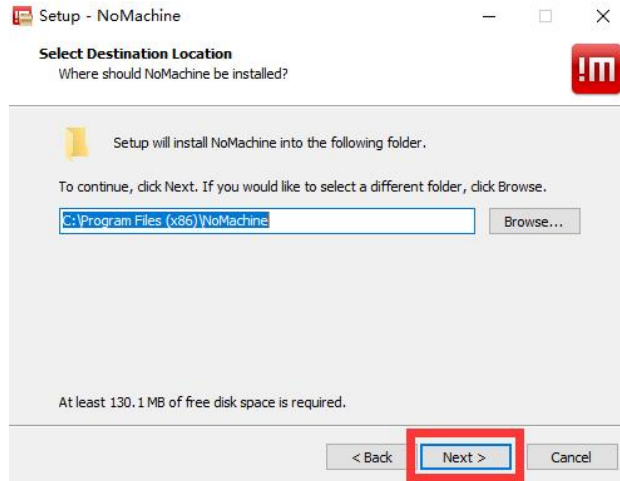 Setup - NoMachine
Select Destination Location
Where should NoMachine be installed?
!m
Setup will install NoMachine into the following folder.
To continue, click Next. If you would like to select a different folder, click Browse.
C:\Program Files (x86)\NoMachine
Browse...
At least 130.1 MB of free disk space is required.
< Back Next > Cancel